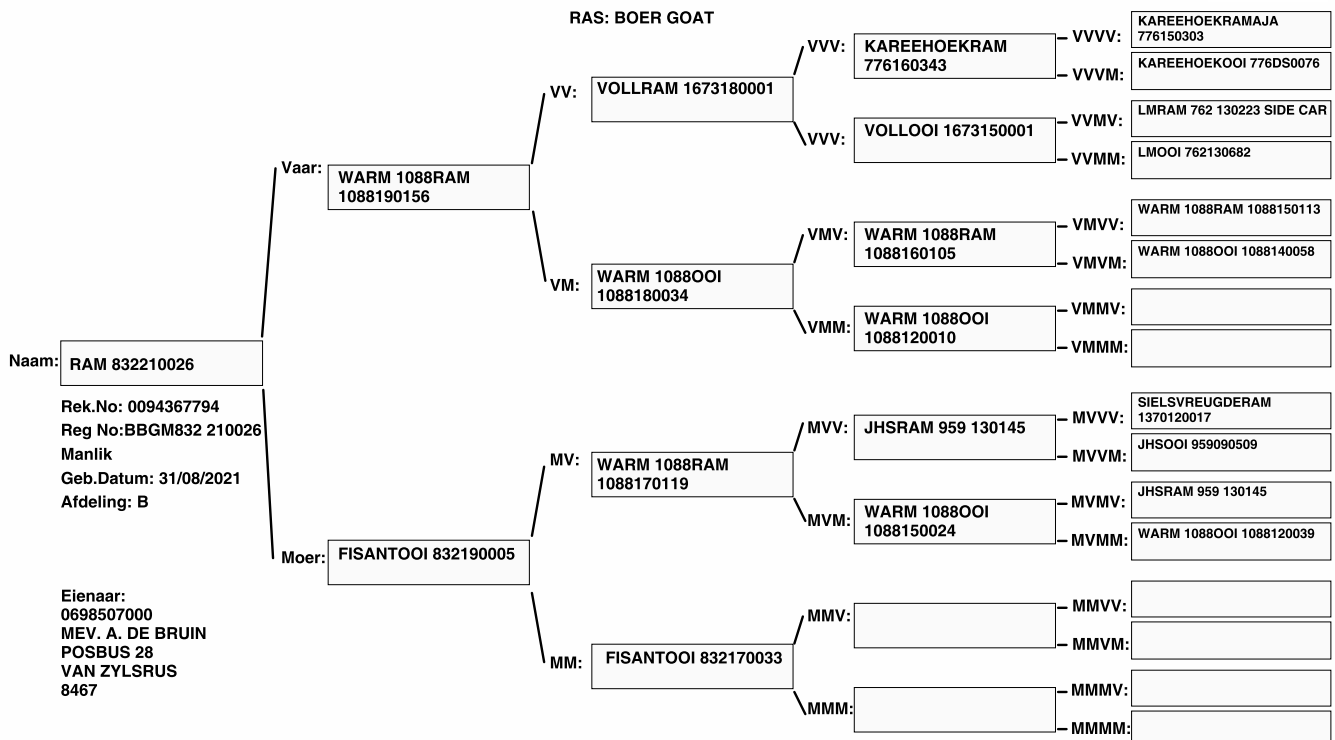 RAS: BOER GOAT
Naam:
RAM 832210026
Rek.No: 0094367794
Reg No:BBGM832 210026
Manlik
Geb.Datum: 31/08/2021
Afdeling: B
Eienaar:
0698507000
MEV. A. DE BRUIN
POSBUS 28
VAN ZYLSRUS
8467
Vaar:
WARM 1088RAM
1088190156
Moer:
FISANTOOI 832190005
VV:
VOLLRAM 1673180001
VM:
WARM 1088OOI
1088180034
MV:
WARM 1088RAM
1088170119
MM:
FISANTOOI 832170033
VVV:
KAREEHOEKRAM
776160343
VVV:
VOLLOOI 1673150001
VMV:
WARM 1088RAM
1088160105
VMM:
WARM 1088OOI
1088120010
MVV:
JHSRAM 959 130145
MVM:
WARM 1088OOI
1088150024
MMV:
MMM:
VVVV:
KAREEHOEKRAMAJA
776150303
VVVM:
KAREEHOEKOOI 776DS0076
VVMV:
LMRAM 762 130223 SIDE CAR
VVMM:
LMOOI 762130682
VMVV:
WARM 1088RAM 1088150113
VMVM:
WARM 1088OOI 1088140058
VMMV:
VMMM:
MVVV:
SIELSVREUGDERAM
1370120017
MVVM:
JHSOOI 959090509
MVMV:
JHSRAM 959 130145
MVMM:
WARM 1088OOI 1088120039
MMVV:
MMVM:
MMMV:
MMMM: